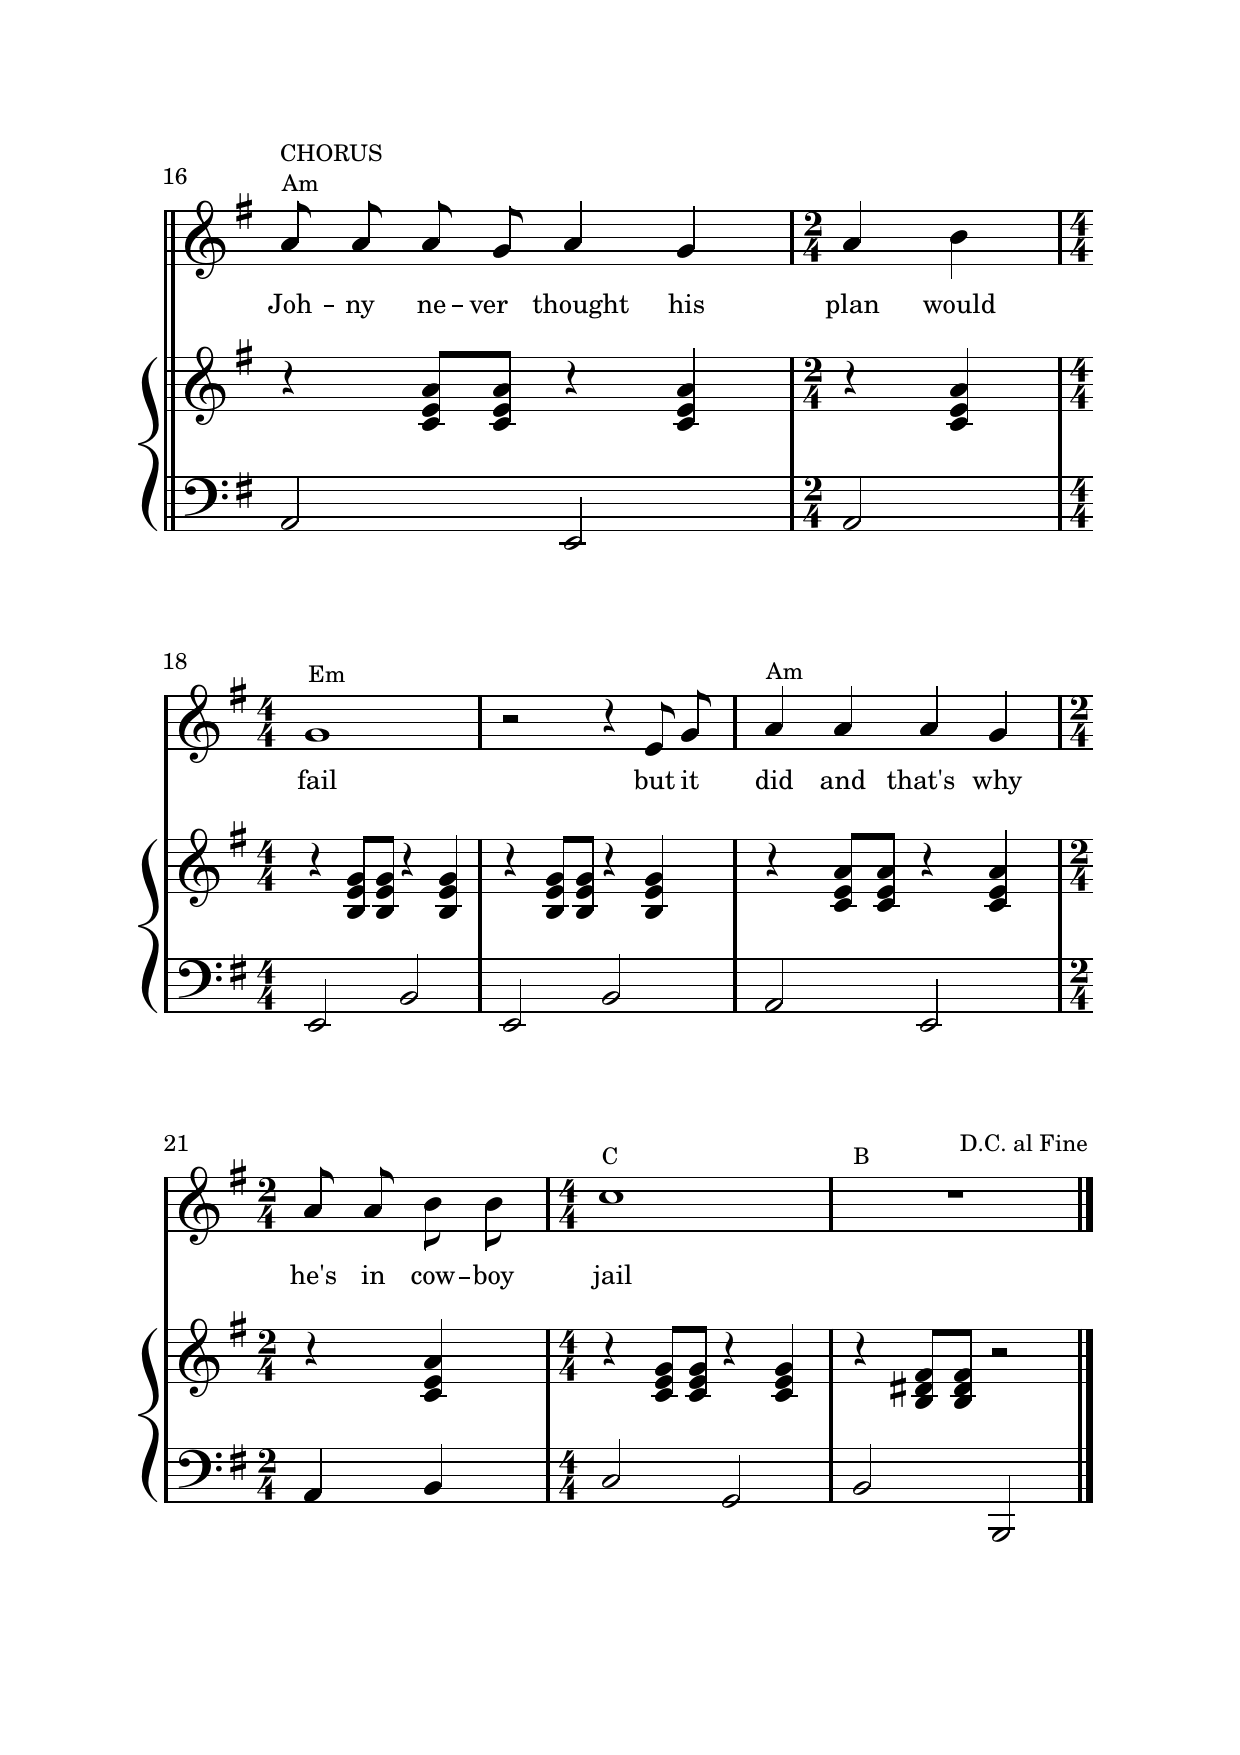 CHORUS
16
Am
Joh – ny ne – ver thought his plan would
18
Em Am
fail but it did and that's why
21
D.C. al Fine
C B
he's in cow – boy jail